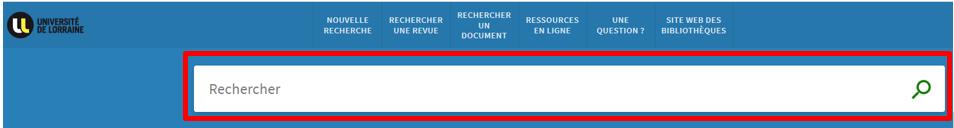 UNIVERSITÉ
DE LORRAINE
NOUVELLE
RECHERCHE
RECHERCHER
UNE REVUE
RECHERCHER
UN
DOCUMENT
RESSOURCES
EN LIGNE
UNE
QUESTION ?
SITE WEB DES
BIBLIOTHÈQUES
Rechercher